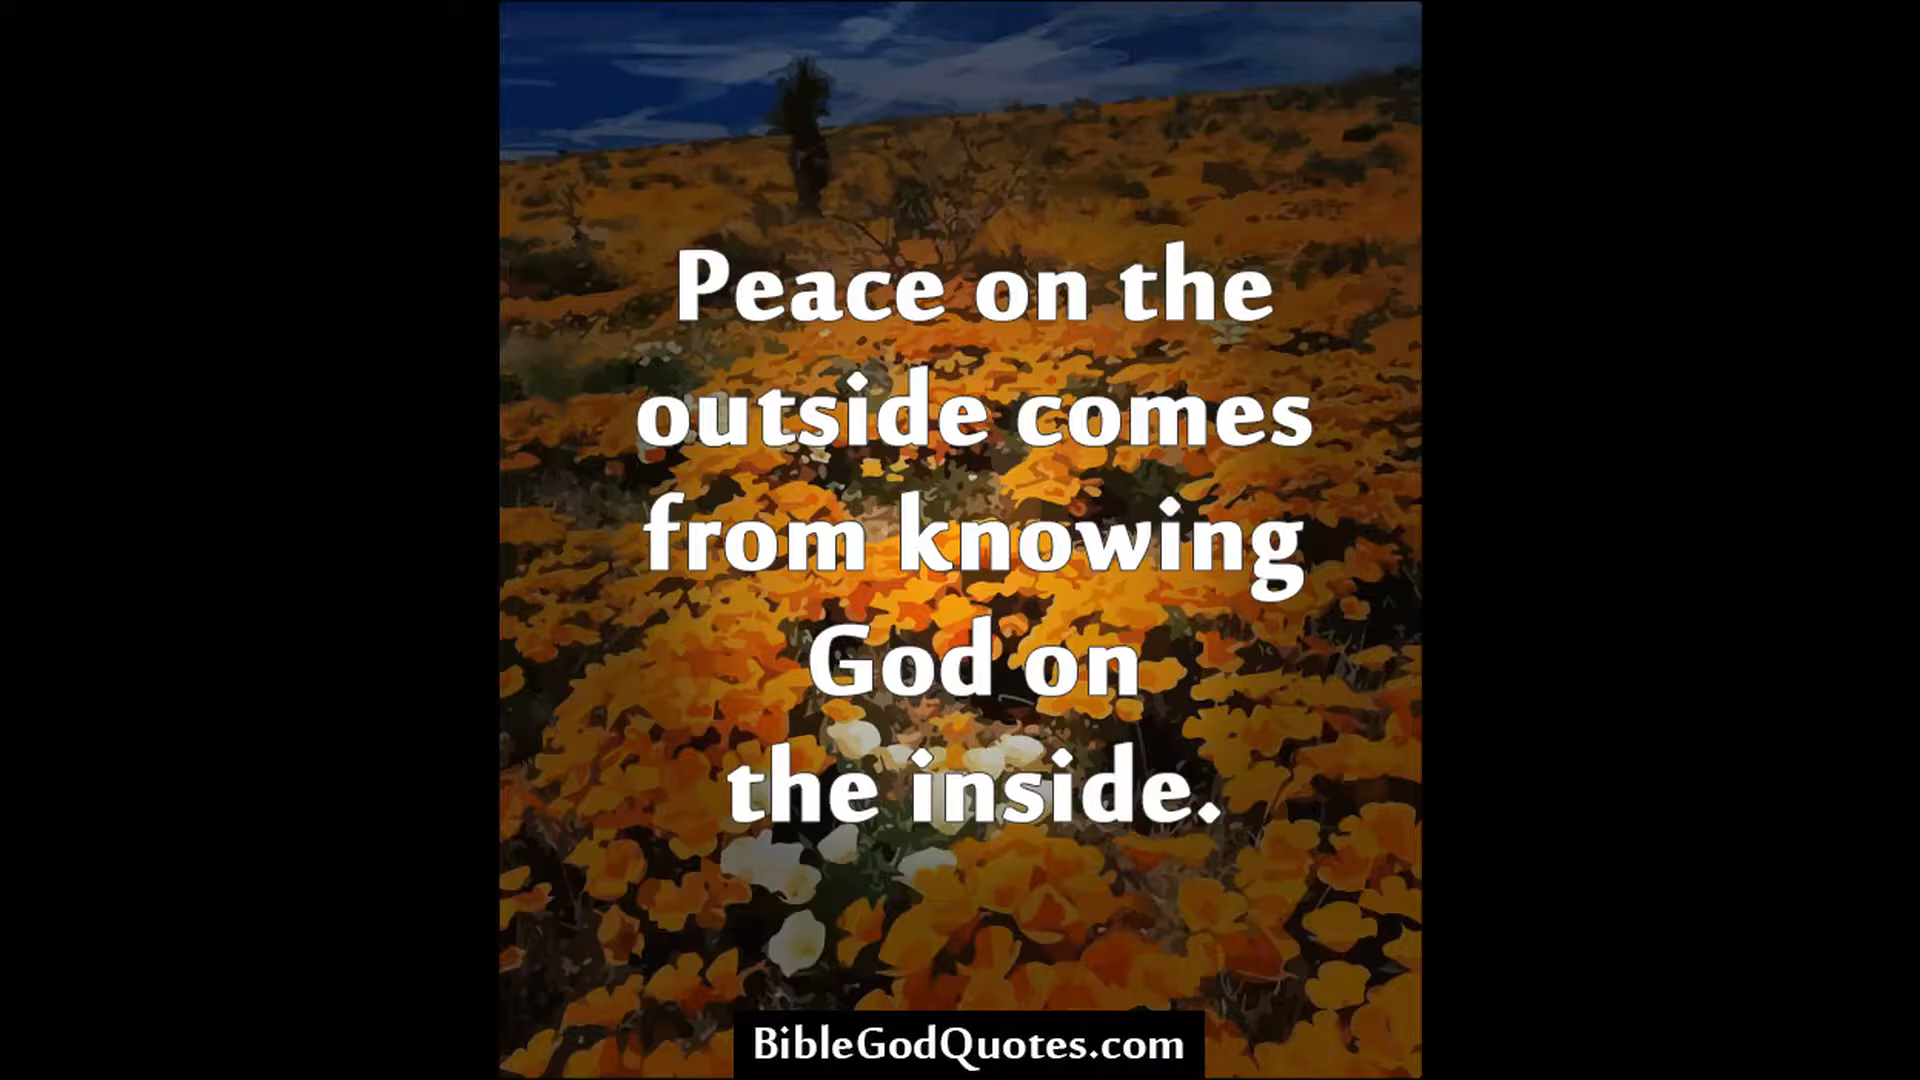 Peace on the
outside comes
from knowing
God on
the inside.
BibleGodQuotes.com